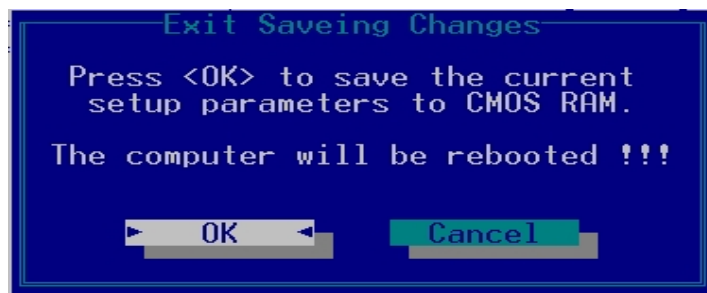 Exit Saveing Changes
Press <OK> to save the current
setup parameters to CMOS RAM.
The computer will be rebooted !!!
OK
Cancel